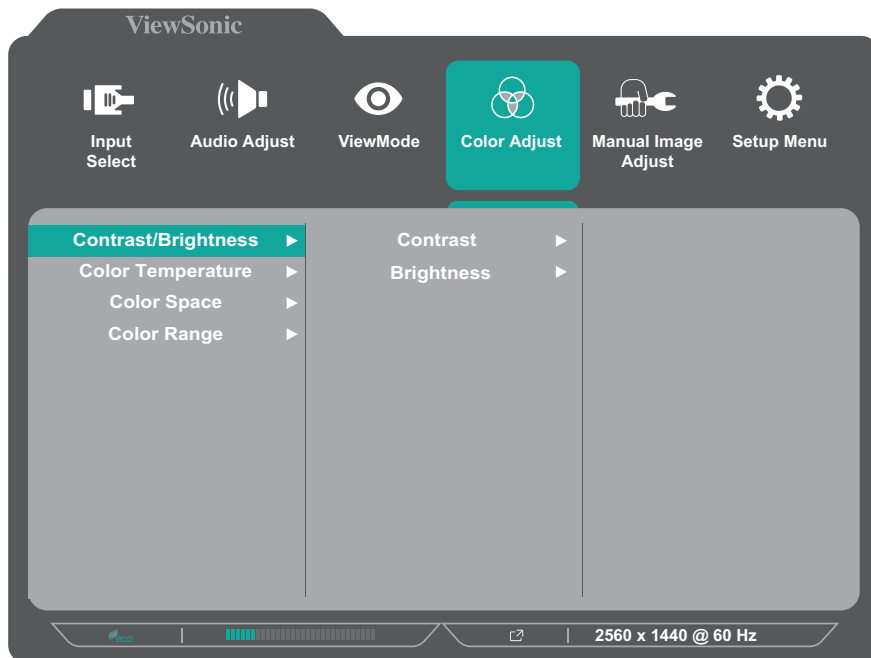 ViewSonic
Input Select
Audio Adjust
ViewMode
Color Adjust
Manual Image Adjust
Setup Menu
Contrast/Brightness
Contrast
Color Temperature
Brightness
Color Space
Color Range
eco
2560 x 1440 @ 60 Hz